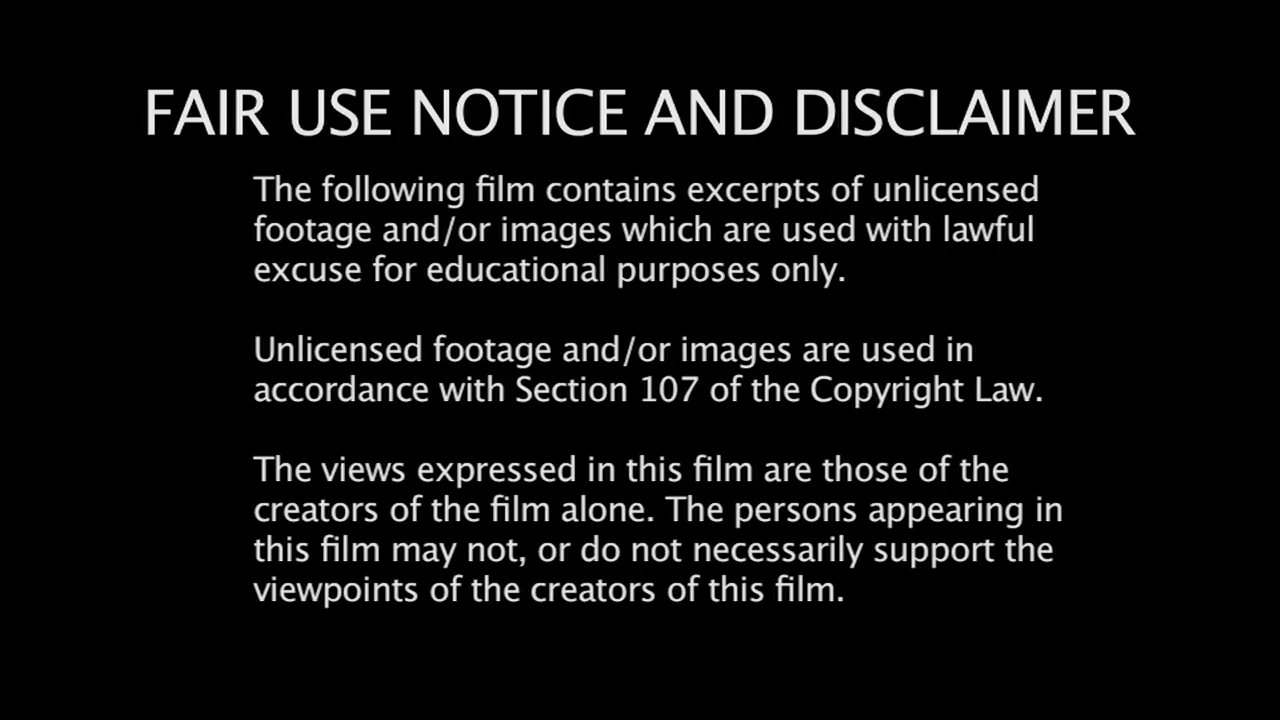 FAIR USE NOTICE AND DISCLAIMER
The following film contains excerpts of unlicensed
footage and/or images which are used with lawful
excuse for educational purposes only.
Unlicensed footage and/or images are used in
accordance with Section 107 of the Copyright Law.
The views expressed in this film are those of the
creators of the film alone. The persons appearing in
this film may not, or do not necessarily support the
viewpoints of the creators of this film.